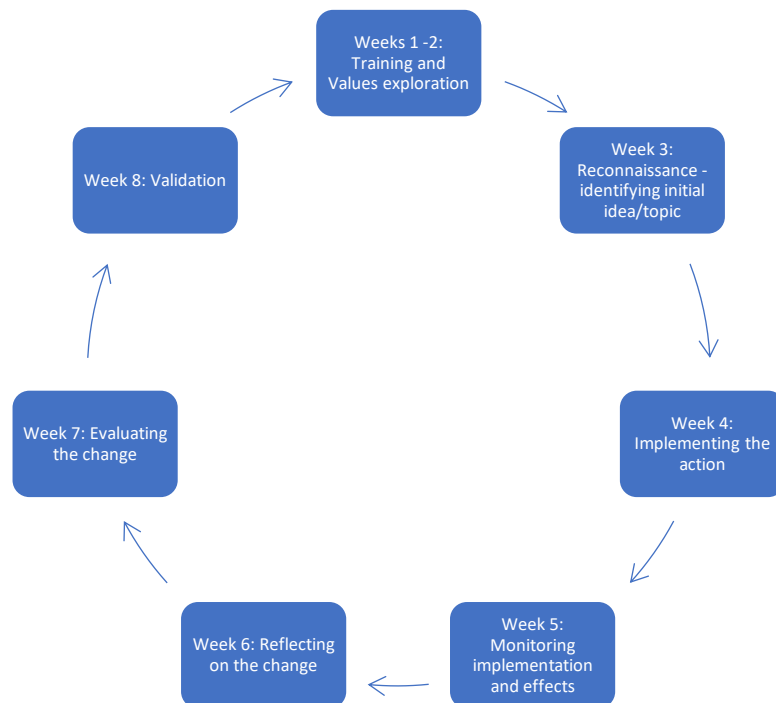 Weeks 1 -2:
Training and
Values exploration
Week 3:
Reconnaissance -
identifying initial
idea/topic
Week 4:
Implementing the
action
Week 5:
Monitoring
implementation
and effects
Week 6: Reflecting
on the change
Week 7: Evaluating
the change
Week 8: Validation